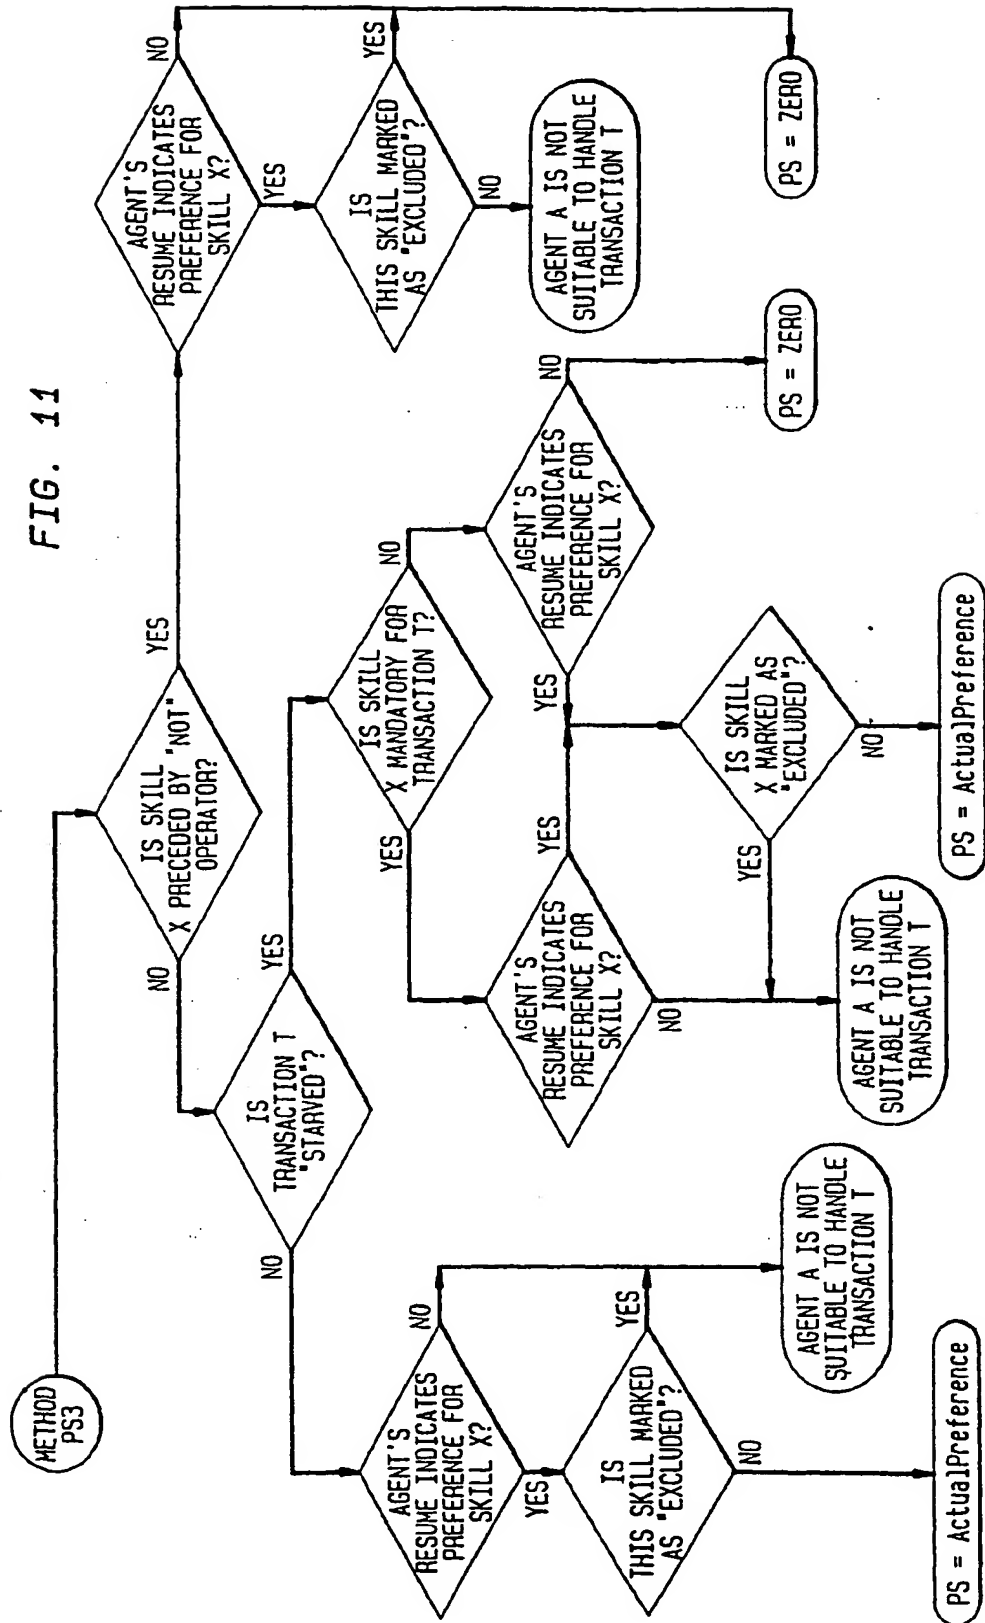 FIG. 11
METHOD
PS3
IS SKILL
X PRECEDED BY "NOT"
OPERATOR?
NO
YES
IS
TRANSACTION T
"STARVED"?
NO
YES
AGENT'S
RESUME INDICATES
PREFERENCE FOR
SKILL X?
NO
YES
IS
THIS SKILL MARKED
AS "EXCLUDED"?
YES
NO
AGENT A IS NOT
SUITABLE TO HANDLE
TRANSACTION T
PS = ActualPreference
IS SKILL
X MANDATORY FOR
TRANSACTION T?
YES
NO
AGENT'S
RESUME INDICATES
PREFERENCE FOR
SKILL X?
YES
NO
AGENT'S
RESUME INDICATES
PREFERENCE FOR
SKILL X?
YES
NO
IS SKILL
X MARKED AS
"EXCLUDED"?
YES
NO
AGENT A IS NOT
SUITABLE TO HANDLE
TRANSACTION T
PS = ActualPreference
PS = ZERO
AGENT'S
RESUME INDICATES
PREFERENCE FOR
SKILL X?
NO
YES
IS
THIS SKILL MARKED
AS "EXCLUDED"?
YES
NO
AGENT A IS NOT
SUITABLE TO HANDLE
TRANSACTION T
PS = ZERO